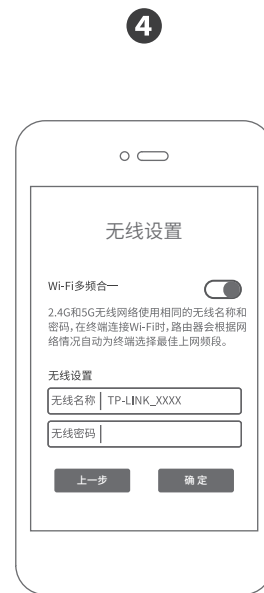 4
无线设置
Wi-Fi多频合一
2.4G和5G无线网络使用相同的无线名称和
密码，在终端连接Wi-Fi时，路由器会根据网
络情况自动为终端选择最佳上网频段。
无线设置
无线名称 TP-LINK_XXXX
无线密码
上一步 确定